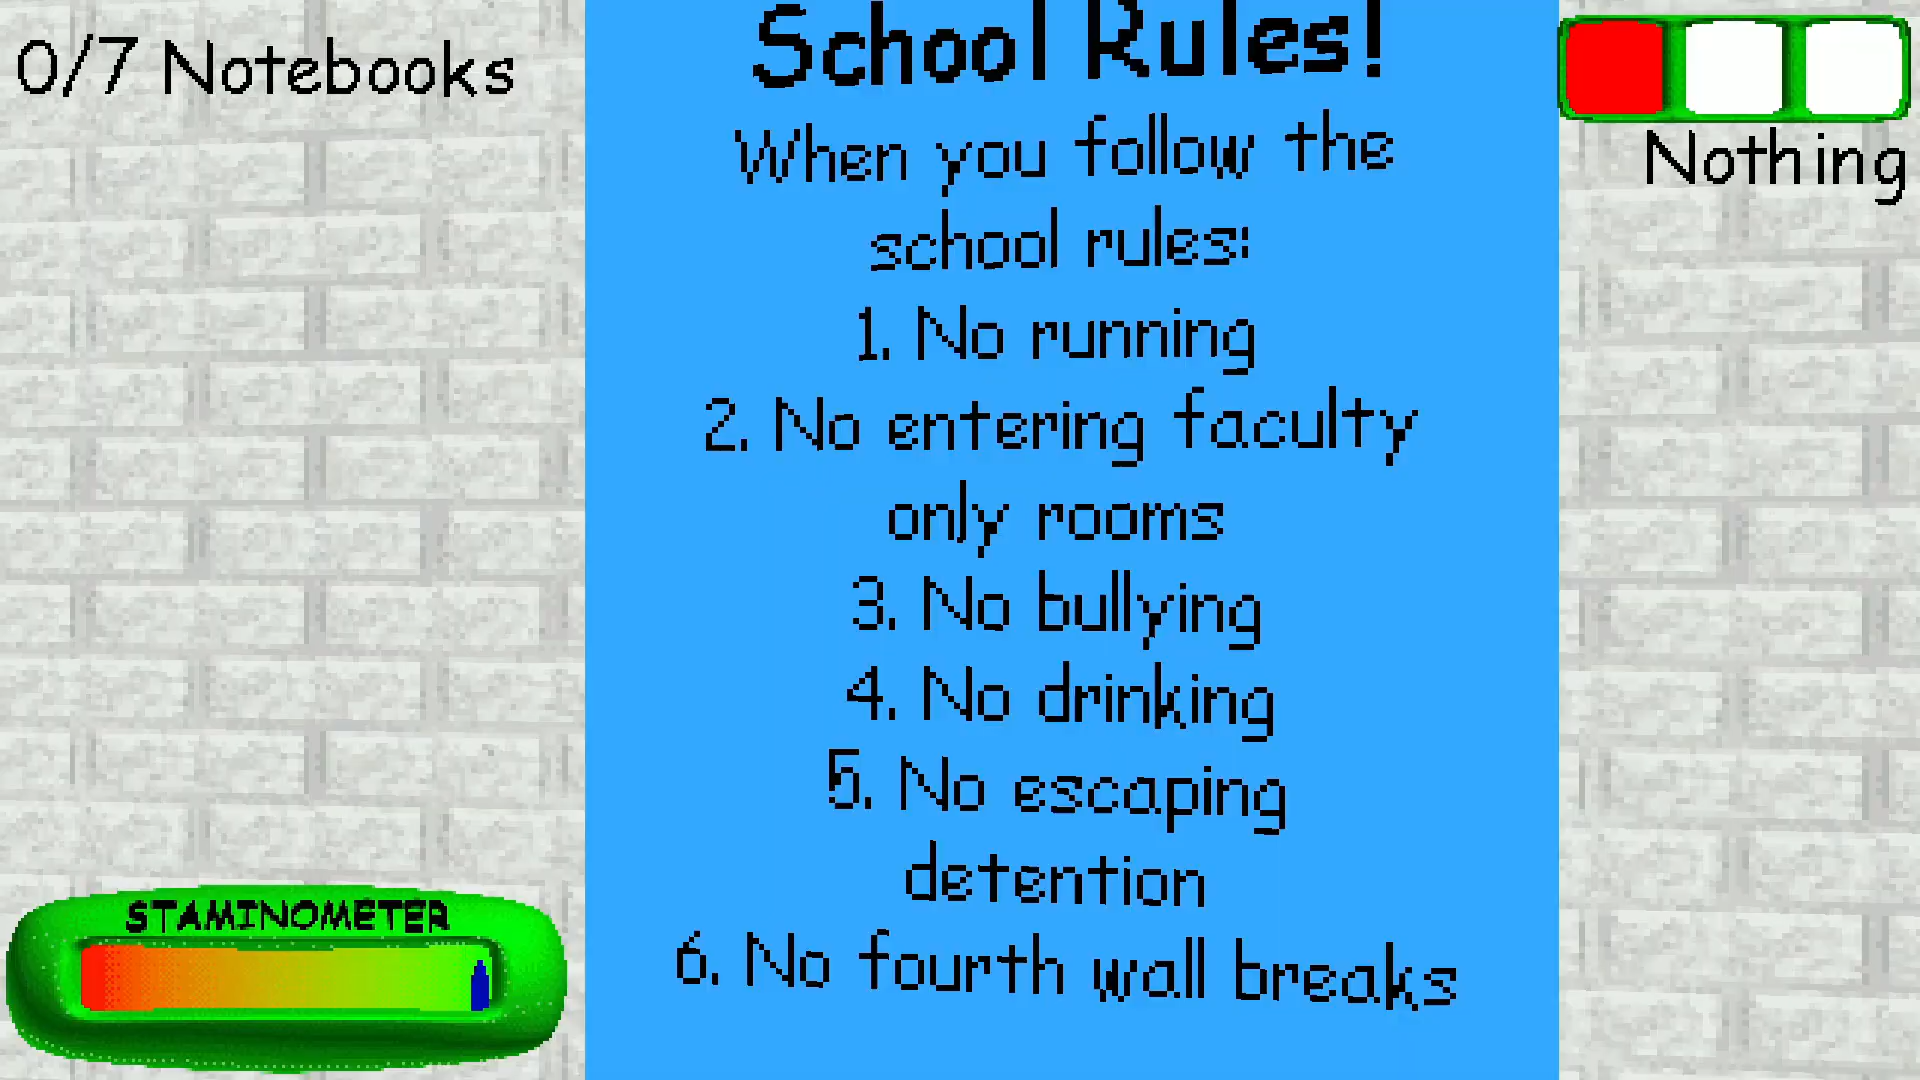 0/7 Notebooks
School Rules!
When you follow the
school rules:
1. No running
2. No entering faculty
only rooms
3. No bullying
4. No drinking
5. No escaping
detention
6. No fourth wall breaks
Nothing
STAMINOMETER